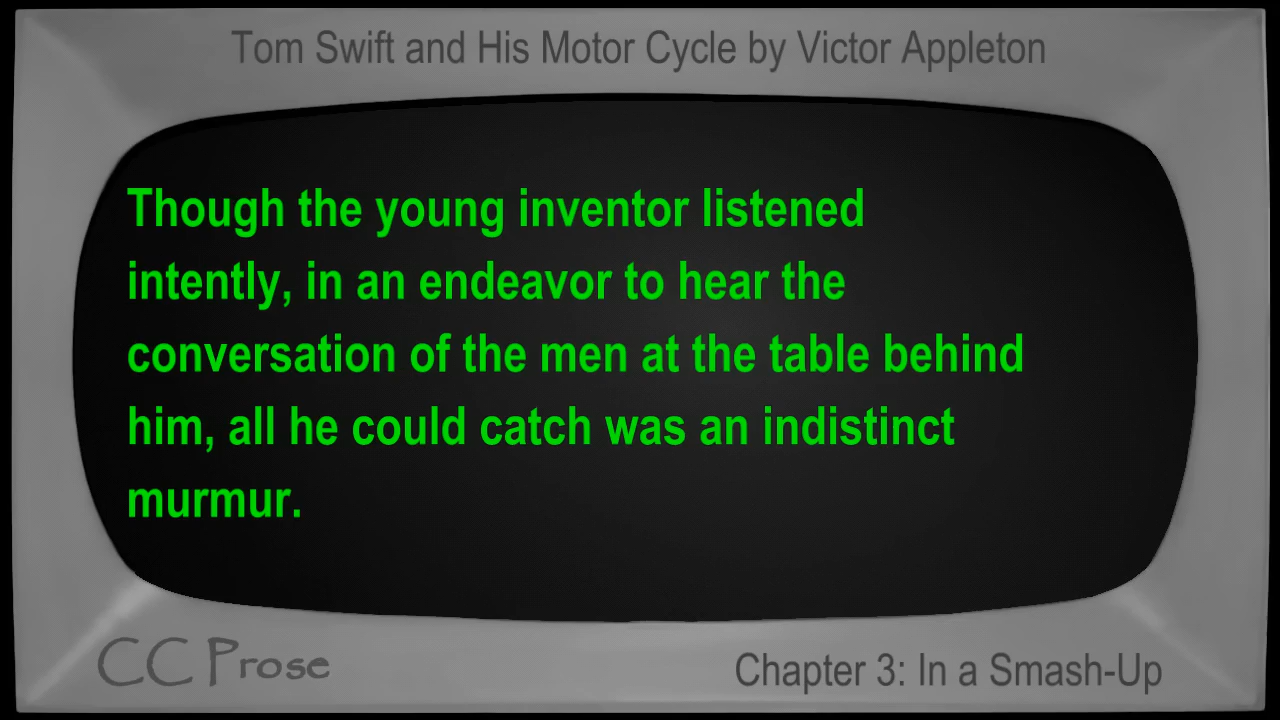 Tom Swift and His Motor Cycle by Victor Appleton
Though the young inventor listened
intently, in an endeavor to hear the
conversation of the men at the table behind
him, all he could catch was an indistinct
murmur.
CC Prose
Chapter 3: In a Smash-Up